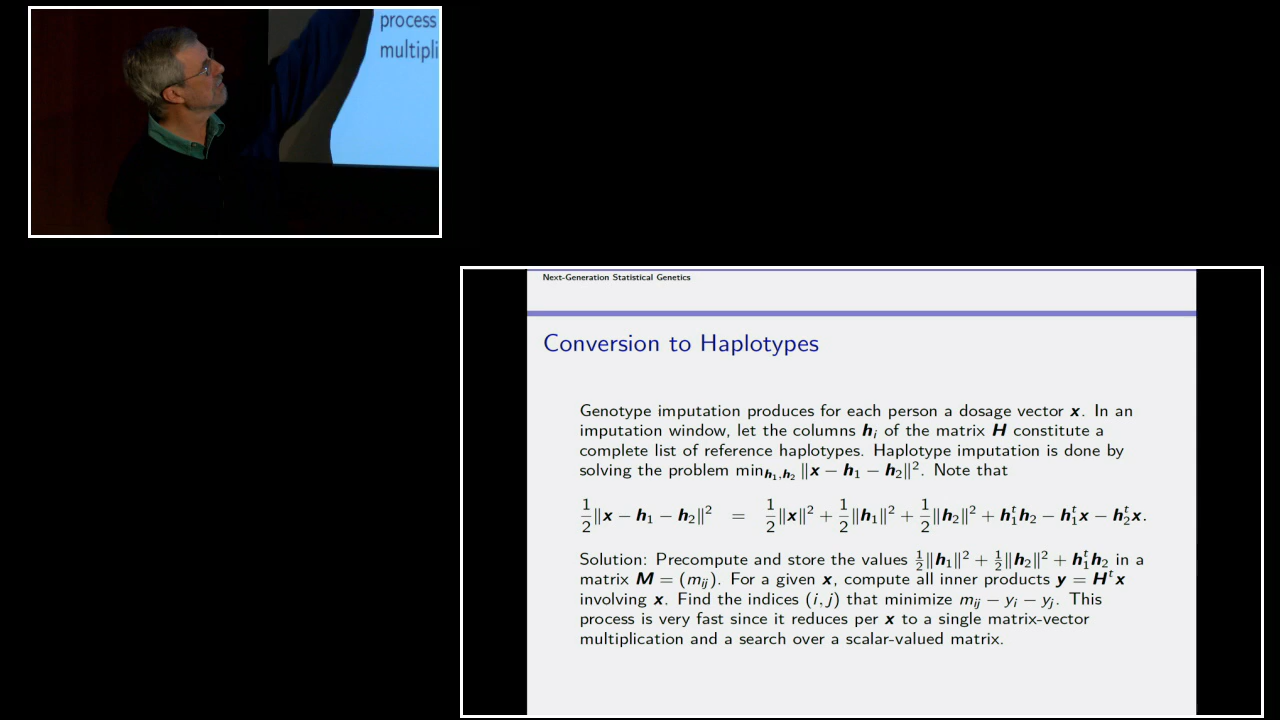 process
multipli
Next-Generation Statistical Genetics
Conversion to Haplotypes
Genotype imputation produces for each person a dosage vector x. In an
imputation window, let the columns hᵢ of the matrix H constitute a
complete list of reference haplotypes. Haplotype imputation is done by
solving the problem min_{h₁,h₂} ‖x − h₁ − h₂‖². Note that
½‖x − h₁ − h₂‖² = ½‖x‖² + ½‖h₁‖² + ½‖h₂‖² + h₁ᵗh₂ − h₁ᵗx − h₂ᵗx.
Solution: Precompute and store the values ½‖h₁‖² + ½‖h₂‖² + h₁ᵗh₂ in a
matrix M = (mᵢⱼ). For a given x, compute all inner products y = Hᵗx
involving x. Find the indices (i, j) that minimize mᵢⱼ − yᵢ − yⱼ. This
process is very fast since it reduces per x to a single matrix-vector
multiplication and a search over a scalar-valued matrix.